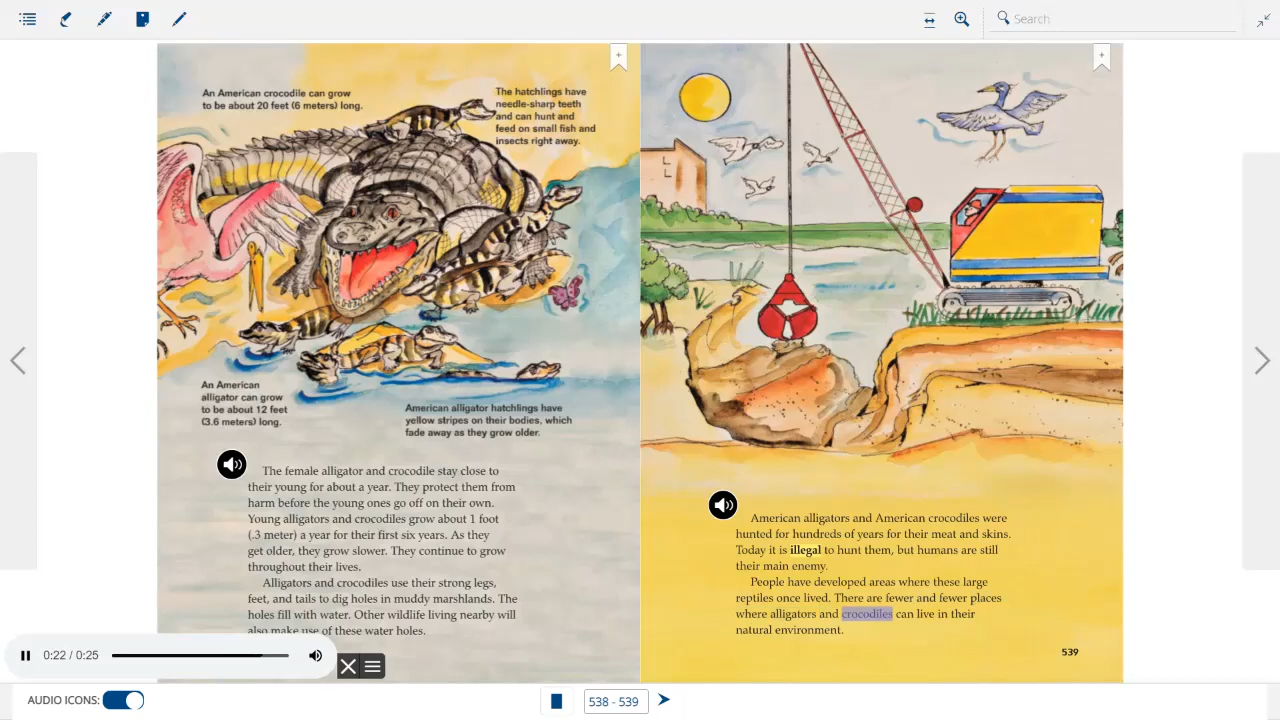 Search
An American crocodile can grow
to be about 20 feet (6 meters) long.
The hatchlings have
needle-sharp teeth
and can hunt and
feed on small fish and
insects right away.
An American
alligator can grow
to be about 12 feet
(3.6 meters) long.
American alligator hatchlings have
yellow stripes on their bodies, which
fade away as they grow older.
The female alligator and crocodile stay close to
their young for about a year. They protect them from
harm before the young ones go off on their own.
Young alligators and crocodiles grow about 1 foot
(.3 meter) a year for their first six years. As they
get older, they grow slower. They continue to grow
throughout their lives.
Alligators and crocodiles use their strong legs,
feet, and tails to dig holes in muddy marshlands. The
holes fill with water. Other wildlife living nearby will
also make use of these water holes.
American alligators and American crocodiles were
hunted for hundreds of years for their meat and skins.
Today it is illegal to hunt them, but humans are still
their main enemy.
People have developed areas where these large
reptiles once lived. There are fewer and fewer places
where alligators and crocodiles can live in their
natural environment.
539
0:22 / 0:25
AUDIO ICONS:
538 - 539